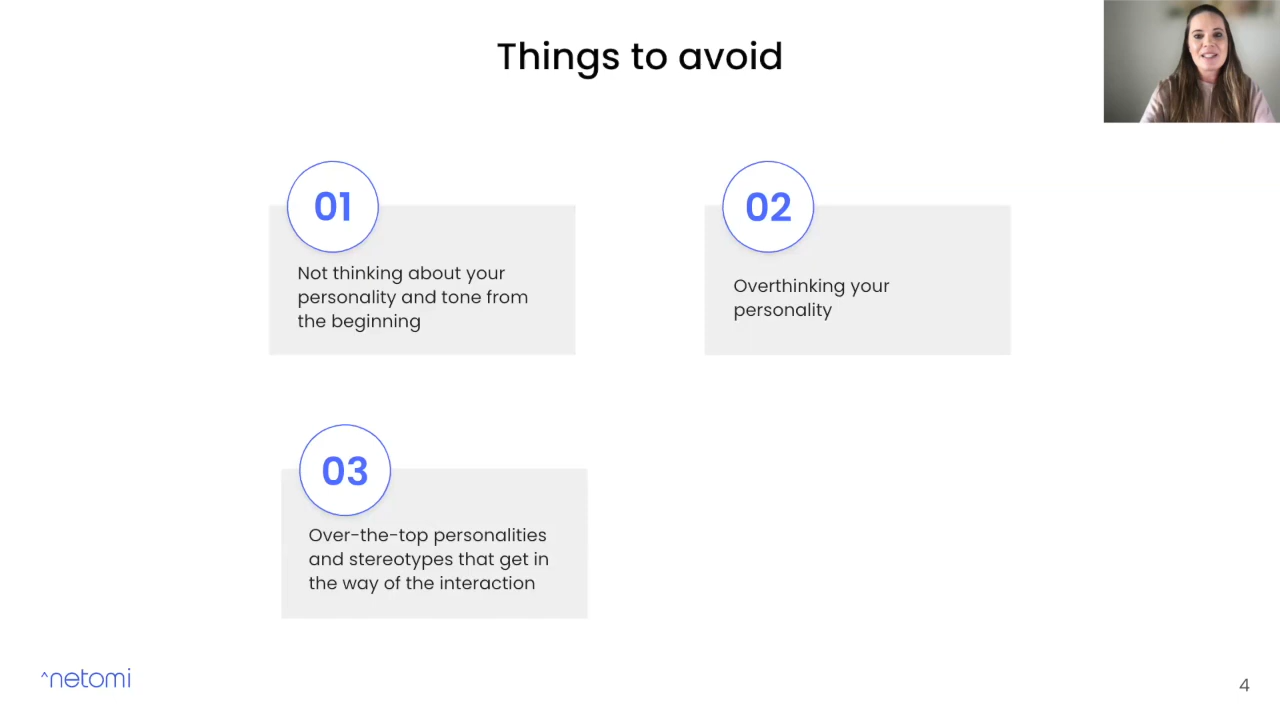 Things to avoid
01
Not thinking about your
personality and tone from
the beginning
02
Overthinking your
personality
03
Over-the-top personalities
and stereotypes that get in
the way of the interaction
^netomi
4